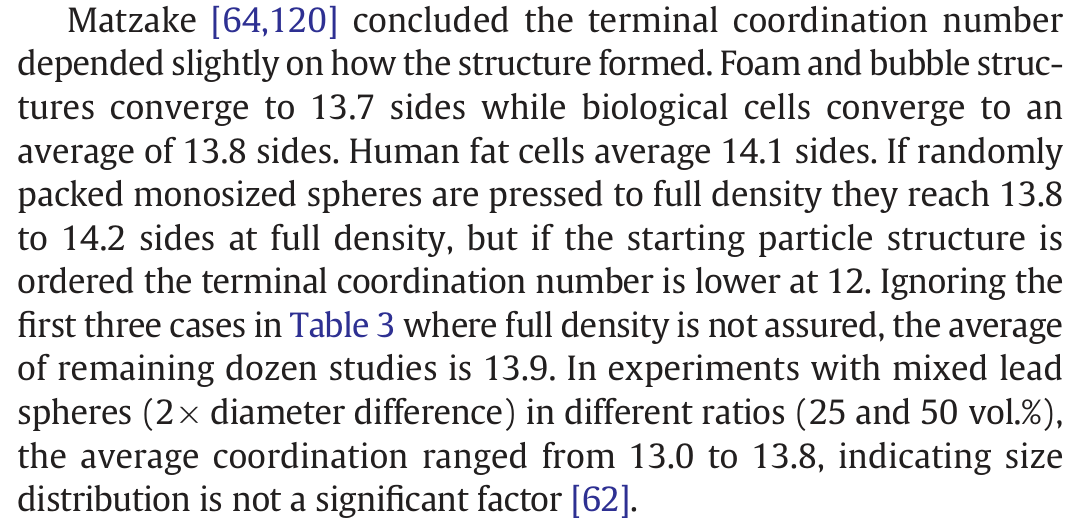 Matzake [64,120] concluded the terminal coordination number
depended slightly on how the structure formed. Foam and bubble struc-
tures converge to 13.7 sides while biological cells converge to an
average of 13.8 sides. Human fat cells average 14.1 sides. If randomly
packed monosized spheres are pressed to full density they reach 13.8
to 14.2 sides at full density, but if the starting particle structure is
ordered the terminal coordination number is lower at 12. Ignoring the
first three cases in Table 3 where full density is not assured, the average
of remaining dozen studies is 13.9. In experiments with mixed lead
spheres (2× diameter difference) in different ratios (25 and 50 vol.%),
the average coordination ranged from 13.0 to 13.8, indicating size
distribution is not a significant factor [62].